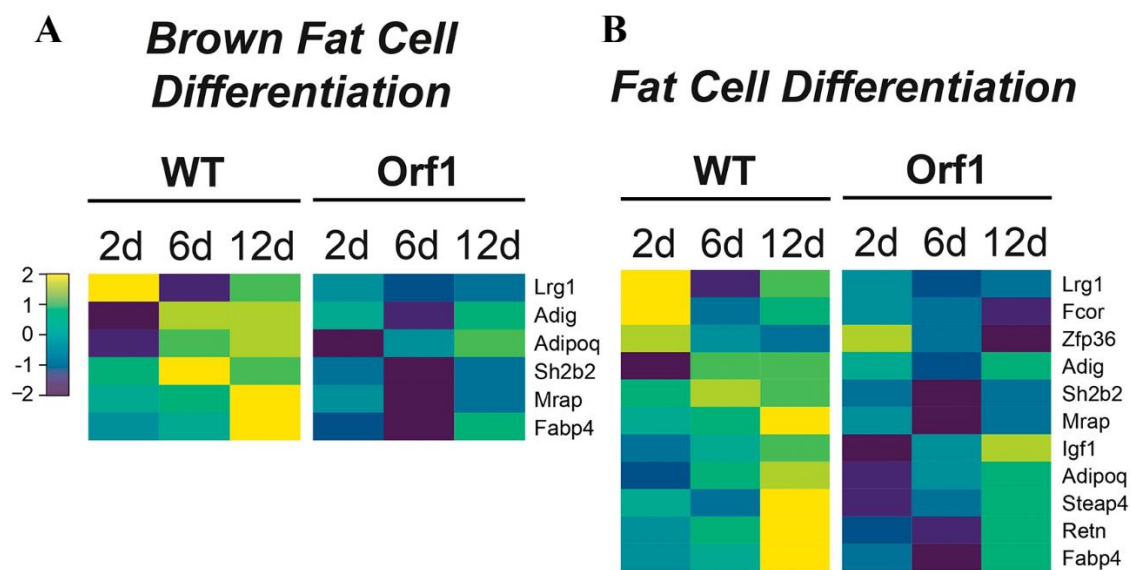 A
Brown Fat Cell
Differentiation
WT Orf1
2d 6d 12d 2d 6d 12d
2
1
-1
−2
Lrg1
Adig
Adipoq
Sh2b2
Mrap
Fabp4
B
Fat Cell Differentiation
WT Orf1
2d 6d 12d 2d 6d 12d
Lrg1
Fcor
Zfp36
Adig
Sh2b2
Mrap
Igf1
Adipoq
Steap4
Retn
Fabp4